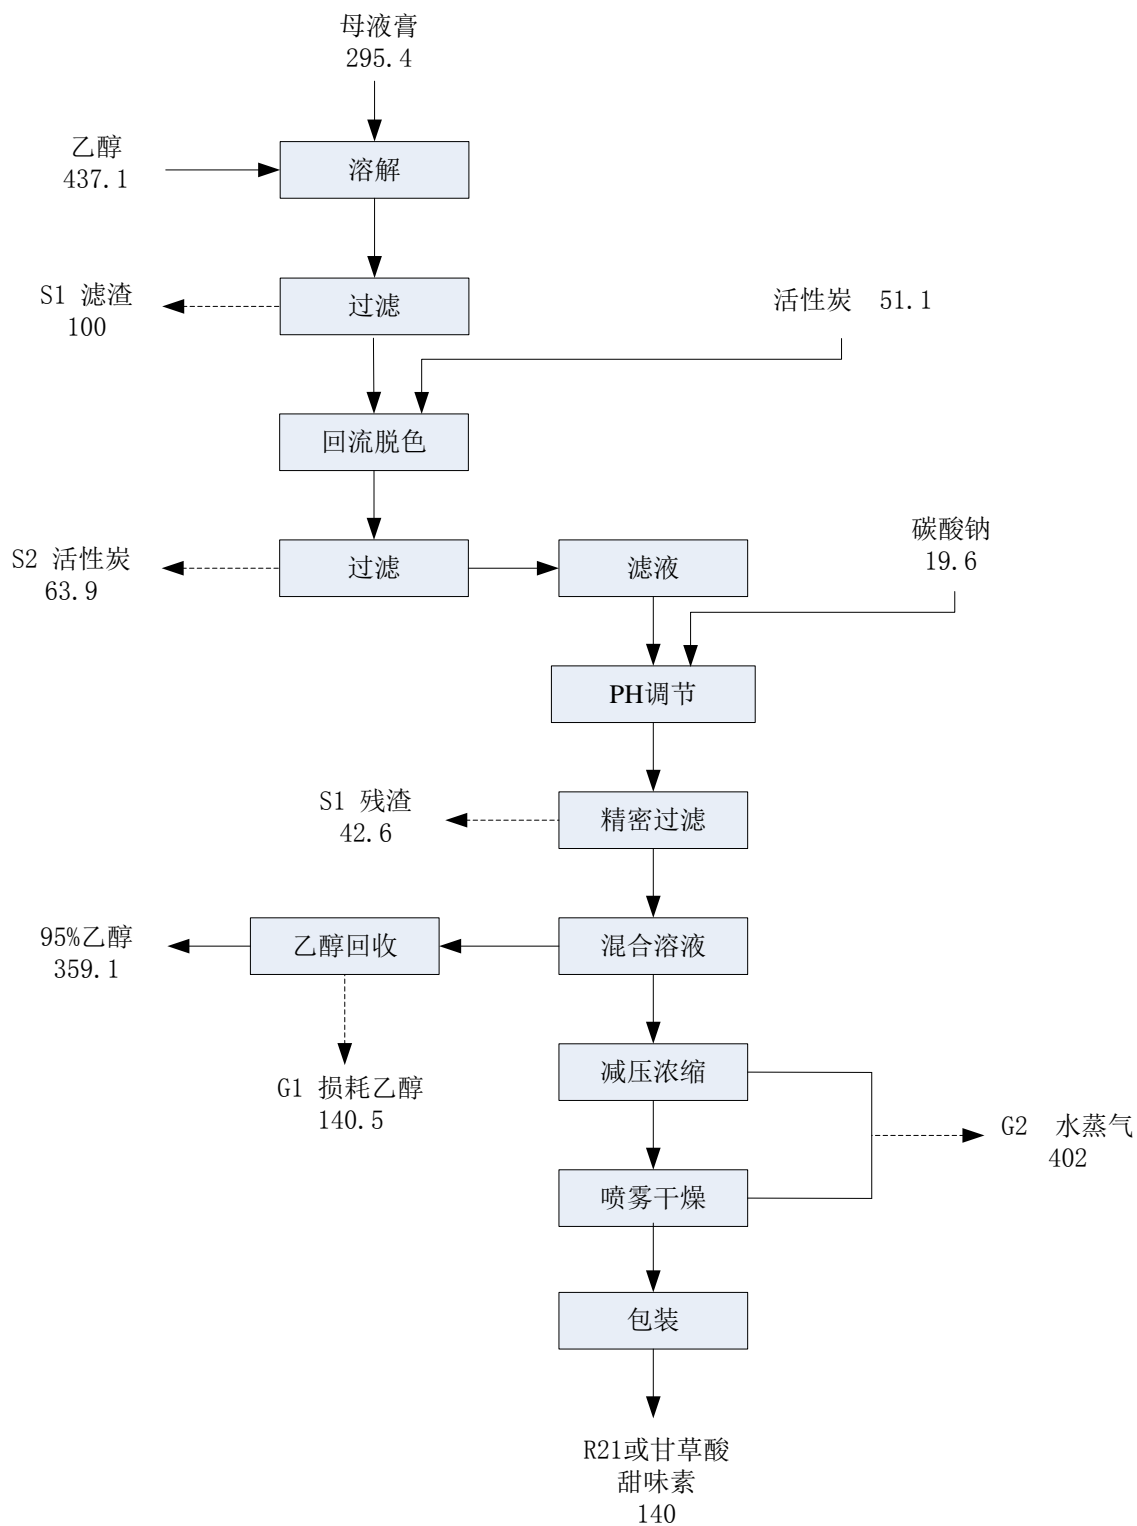 母液膏
295.4
乙醇
437.1
溶解
S1 滤渣
100
过滤
活性炭 51.1
回流脱色
S2 活性炭
63.9
过滤
滤液
碳酸钠
19.6
PH调节
S1 残渣
42.6
精密过滤
95%乙醇
359.1
乙醇回收
混合溶液
G1 损耗乙醇
140.5
减压浓缩
G2 水蒸气
402
喷雾干燥
包装
R21或甘草酸
甜味素
140